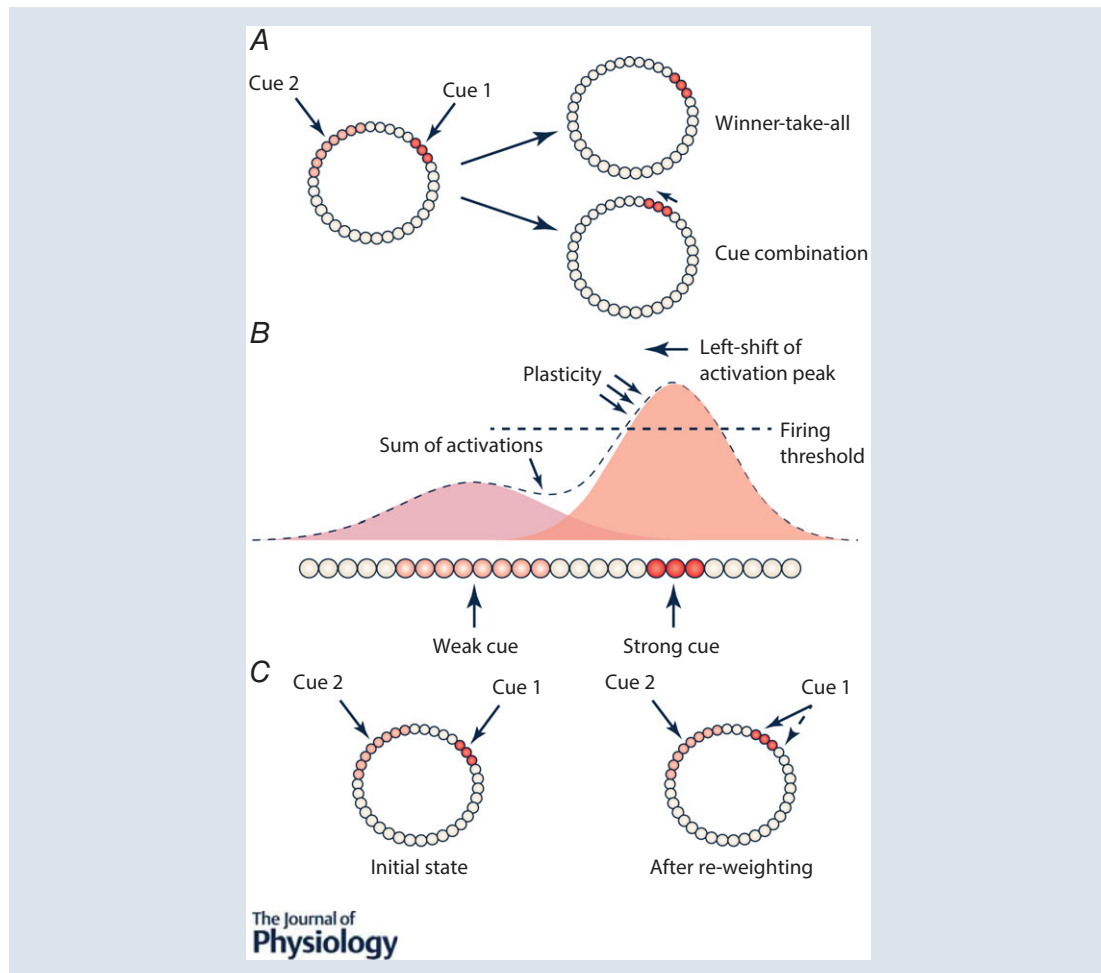 A
Cue 2
Cue 1
Winner-take-all
Cue combination
B
Left-shift of
activation peak
Plasticity
Sum of activations
Firing
threshold
Weak cue
Strong cue
C
Cue 2
Cue 1
Cue 2
Cue 1
Initial state
After re-weighting
The Journal of
Physiology